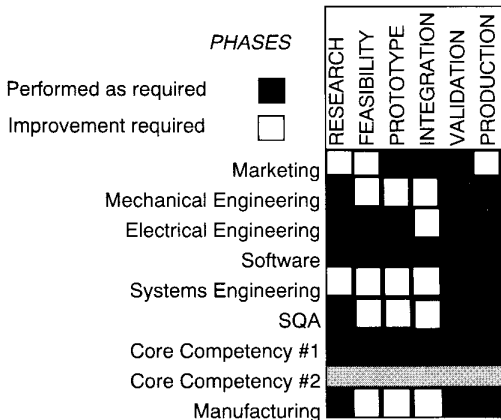 PHASES
Performed as required
Improvement required
RESEARCH
FEASIBILITY
PROTOTYPE
INTEGRATION
VALIDATION
PRODUCTION
Marketing
Mechanical Engineering
Electrical Engineering
Software
Systems Engineering
SQA
Core Competency #1
Core Competency #2
Manufacturing